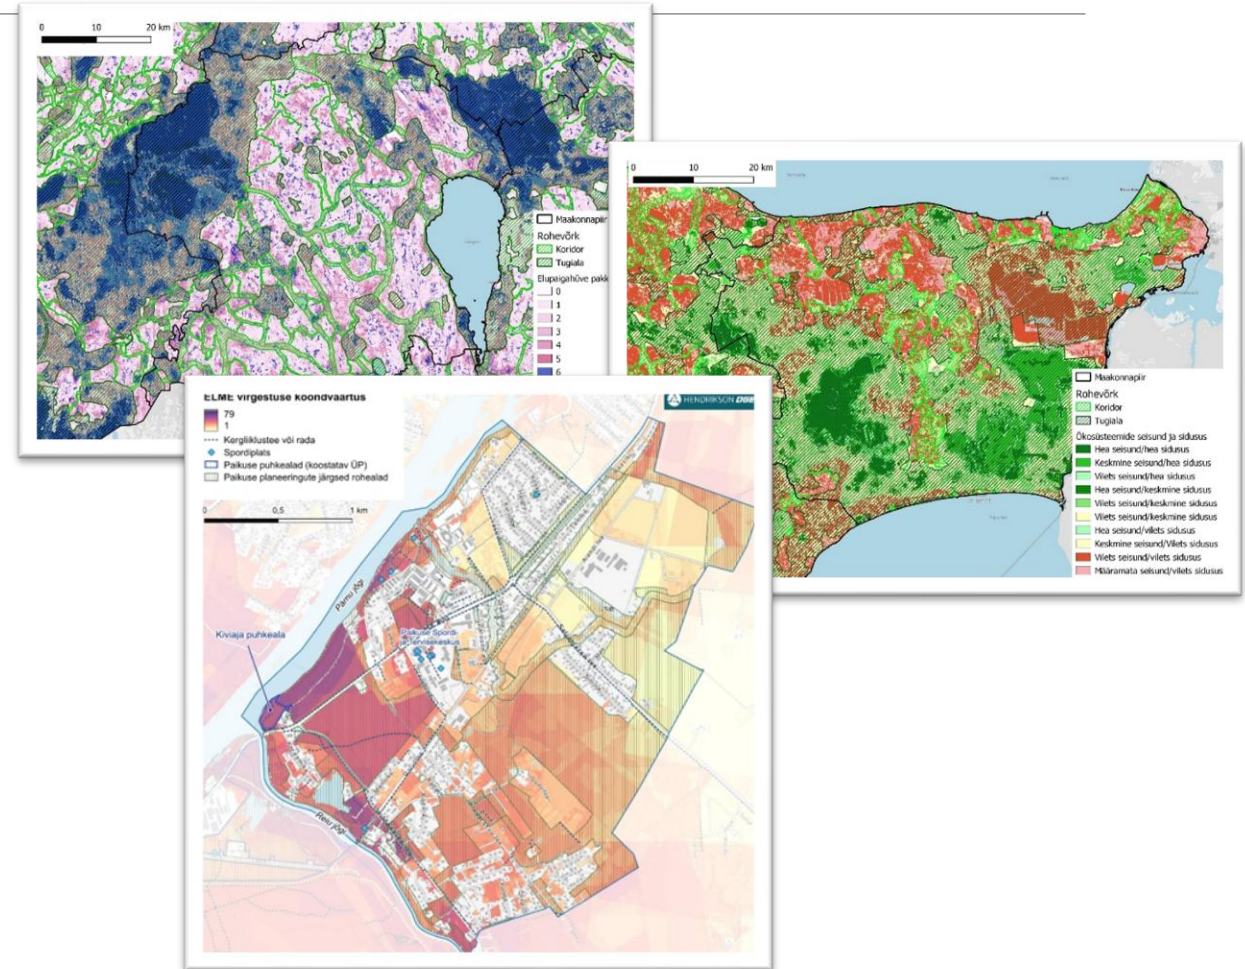 0 10 20 km
Maakonnapiir
Rohevõrk
Koridor
Tugiala
Elupaigahüve pakk
0
1
2
3
4
5
6
0 10 20 km
Maakonnapiir
Rohevõrk
Koridor
Tugiala
Ökosüsteemide seisund ja sidusus
Hea seisund/hea sidusus
Keskmine seisund/hea sidusus
Vilets seisund/hea sidusus
Hea seisund/keskmine sidusus
Vilets seisund/keskmine sidusus
Vilets seisund/keskmine sidusus
Hea seisund/vilets sidusus
Keskmine seisund/Vilets sidusus
Vilets seisund/vilets sidusus
Määramata seisund/vilets sidusus
ELME virgestuse koondväärtus
79
1
Kergliiklustee või rada
Spordiplats
Paikuse puhkealad (koostatav ÜP)
Paikuse planeeringute järgsed rohealad
HENDRIKSON DGE
0 0,5 1 km
Pärnu jõgi
Kiviaja puhkeala
Paikuse Spordi-
ja Tervisekeskus
Reiu jõgi